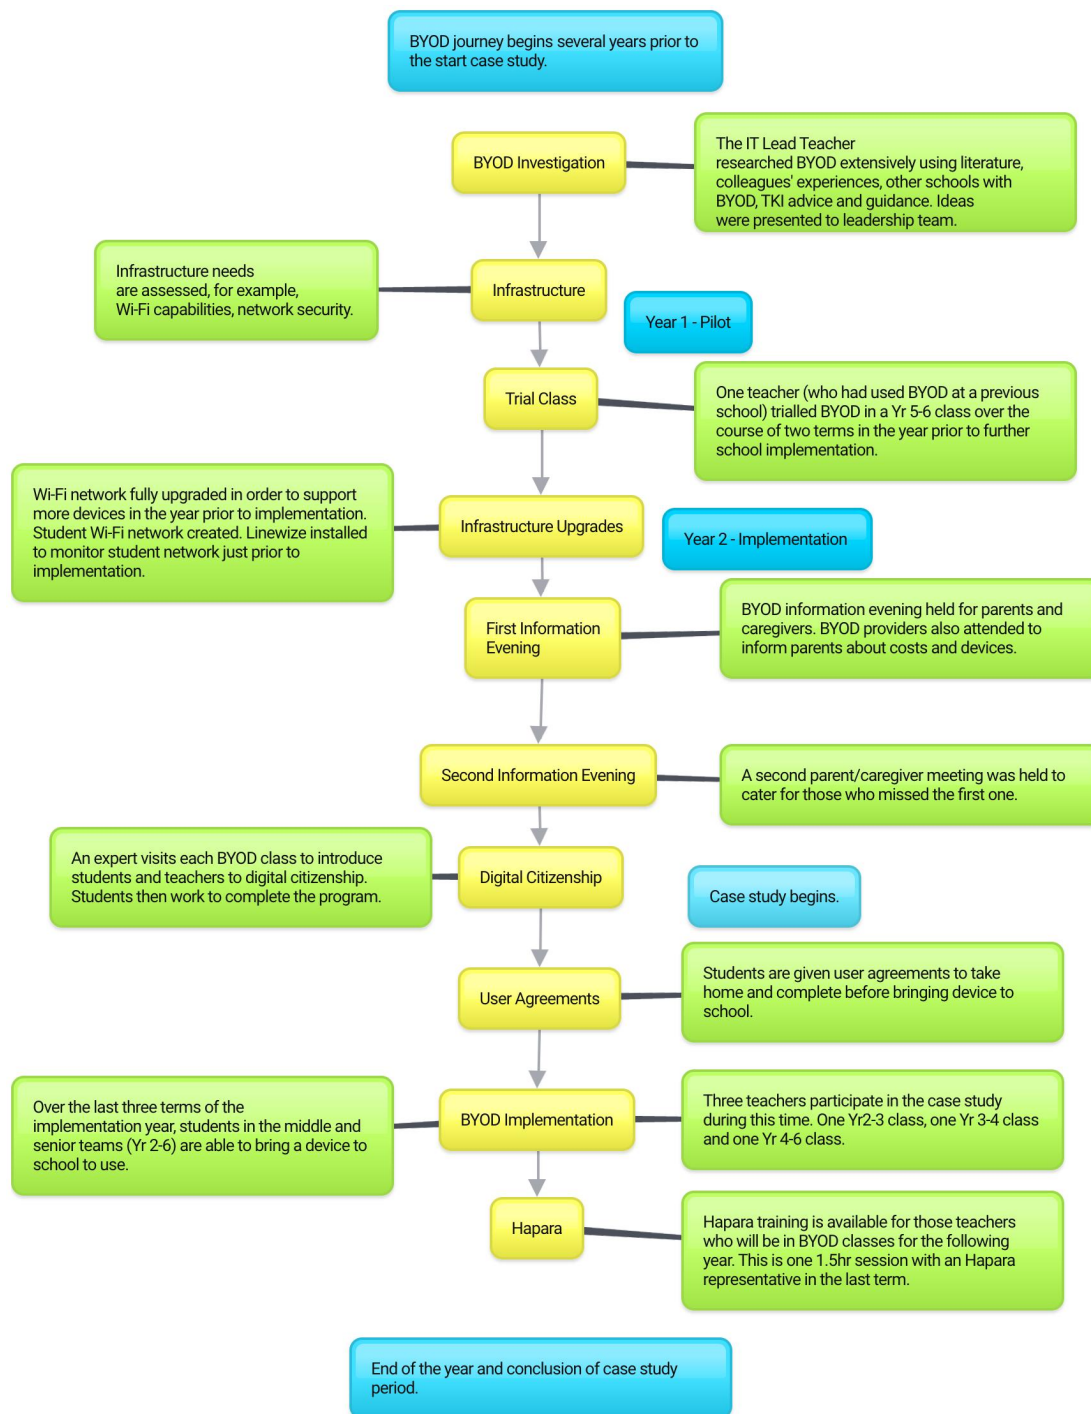 BYOD journey begins several years prior to
the start case study.
BYOD Investigation
The IT Lead Teacher
researched BYOD extensively using literature,
colleagues' experiences, other schools with
BYOD, TKI advice and guidance. Ideas
were presented to leadership team.
Infrastructure needs
are assessed, for example,
Wi-Fi capabilities, network security.
Infrastructure
Year 1 - Pilot
Trial Class
One teacher (who had used BYOD at a previous
school) trialled BYOD in a Yr 5-6 class over the
course of two terms in the year prior to further
school implementation.
Wi-Fi network fully upgraded in order to support
more devices in the year prior to implementation.
Student Wi-Fi network created. Linewize installed
to monitor student network just prior to
implementation.
Infrastructure Upgrades
Year 2 - Implementation
First Information
Evening
BYOD information evening held for parents and
caregivers. BYOD providers also attended to
inform parents about costs and devices.
Second Information Evening
A second parent/caregiver meeting was held to
cater for those who missed the first one.
An expert visits each BYOD class to introduce
students and teachers to digital citizenship.
Students then work to complete the program.
Digital Citizenship
Case study begins.
User Agreements
Students are given user agreements to take
home and complete before bringing device to
school.
Over the last three terms of the
implementation year, students in the middle and
senior teams (Yr 2-6) are able to bring a device to
school to use.
BYOD Implementation
Three teachers participate in the case study
during this time. One Yr2-3 class, one Yr 3-4 class
and one Yr 4-6 class.
Hapara
Hapara training is available for those teachers
who will be in BYOD classes for the following
year. This is one 1.5hr session with an Hapara
representative in the last term.
End of the year and conclusion of case study
period.